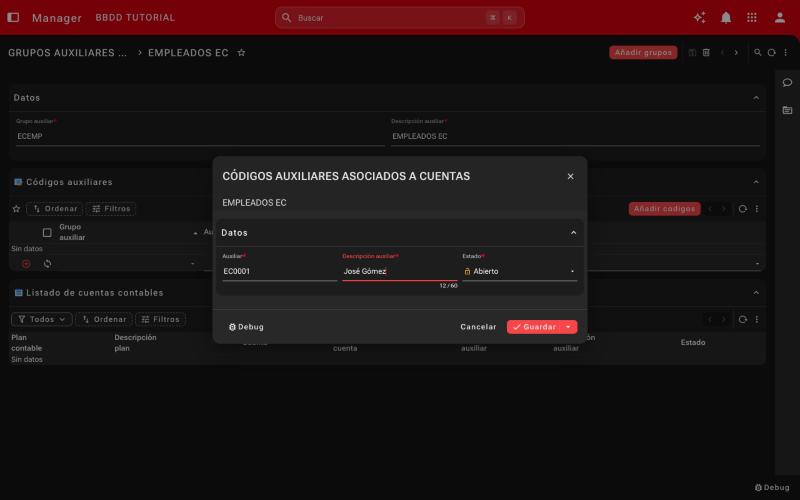 Manager BBDD TUTORIAL Buscar ⌘ K
GRUPOS AUXILIARES ... > EMPLEADOS EC Añadir grupos
Datos
Grupo auxiliar* Descripción auxiliar*
ECEMP EMPLEADOS EC
Códigos auxiliares
Ordenar Filtros Añadir códigos
Grupo auxiliar Au
Sin datos
Listado de cuentas contables
Todos Ordenar Filtros
Plan contable Descripción plan cuenta auxiliar auxiliar Estado
Sin datos
CÓDIGOS AUXILIARES ASOCIADOS A CUENTAS
EMPLEADOS EC
Datos
Auxiliar* Descripción auxiliar* Estado*
EC0001 José Gómez Abierto
12 / 60
Debug Cancelar Guardar
Debug